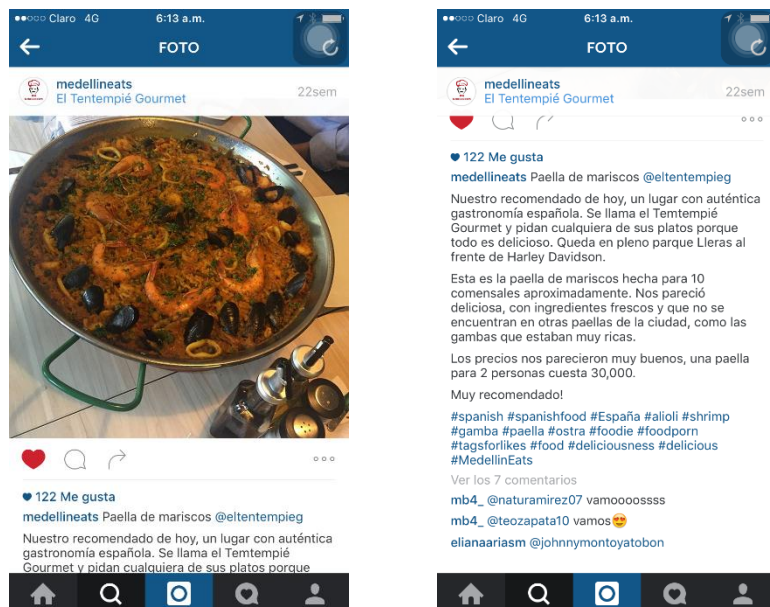 Claro 4G 6:13 a.m.
FOTO
medellineats
El Tentempié Gourmet
22sem
122 Me gusta
medellineats Paella de mariscos @eltentempieg
Nuestro recomendado de hoy, un lugar con auténtica
gastronomía española. Se llama el Temtempié
Gourmet y pidan cualquiera de sus platos porque
Claro 4G 6:13 a.m.
FOTO
medellineats
El Tentempié Gourmet
22sem
122 Me gusta
medellineats Paella de mariscos @eltentempieg
Nuestro recomendado de hoy, un lugar con auténtica
gastronomía española. Se llama el Temtempié
Gourmet y pidan cualquiera de sus platos porque
todo es delicioso. Queda en pleno parque Lleras al
frente de Harley Davidson.
Esta es la paella de mariscos hecha para 10
comensales aproximadamente. Nos pareció
deliciosa, con ingredientes frescos y que no se
encuentran en otras paellas de la ciudad, como las
gambas que estaban muy ricas.
Los precios nos parecieron muy buenos, una paella
para 2 personas cuesta 30,000.
Muy recomendado!
#spanish #spanishfood #España #alioli #shrimp
#gamba #paella #ostra #foodie #foodporn
#tagsforlikes #food #deliciousness #delicious
#MedellinEats
Ver los 7 comentarios
mb4_ @naturamirez07 vamoooossss
mb4_ @teozapata10 vamos😍
elianaariasm @johnnymontoyatobon